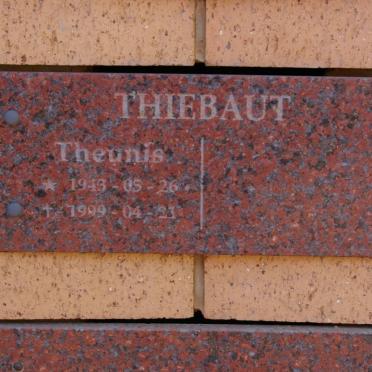 THIEBAUT
Theunis
★ 1943 - 05 - 26
✝ 1999 - 04 - 23